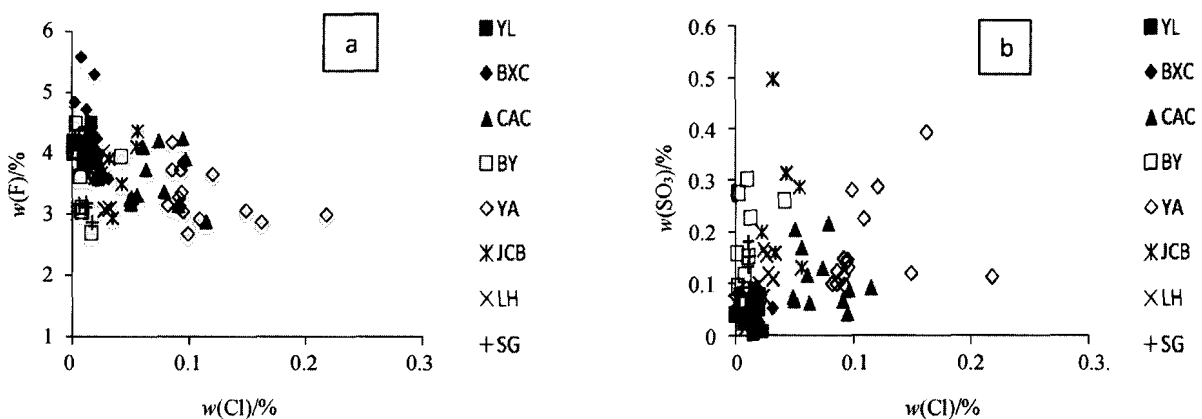 a
w(F)/%
6
5
4
3
2
1
0
0.1
0.2
0.3
w(Cl)/%
YL
BXC
CAC
BY
YA
JCB
LH
SG
b
w(SO₃)/%
0.6
0.5
0.4
0.3
0.2
0.1
0
0
0.1
0.2
0.3.
w(Cl)/%
YL
BXC
CAC
BY
YA
JCB
LH
SG